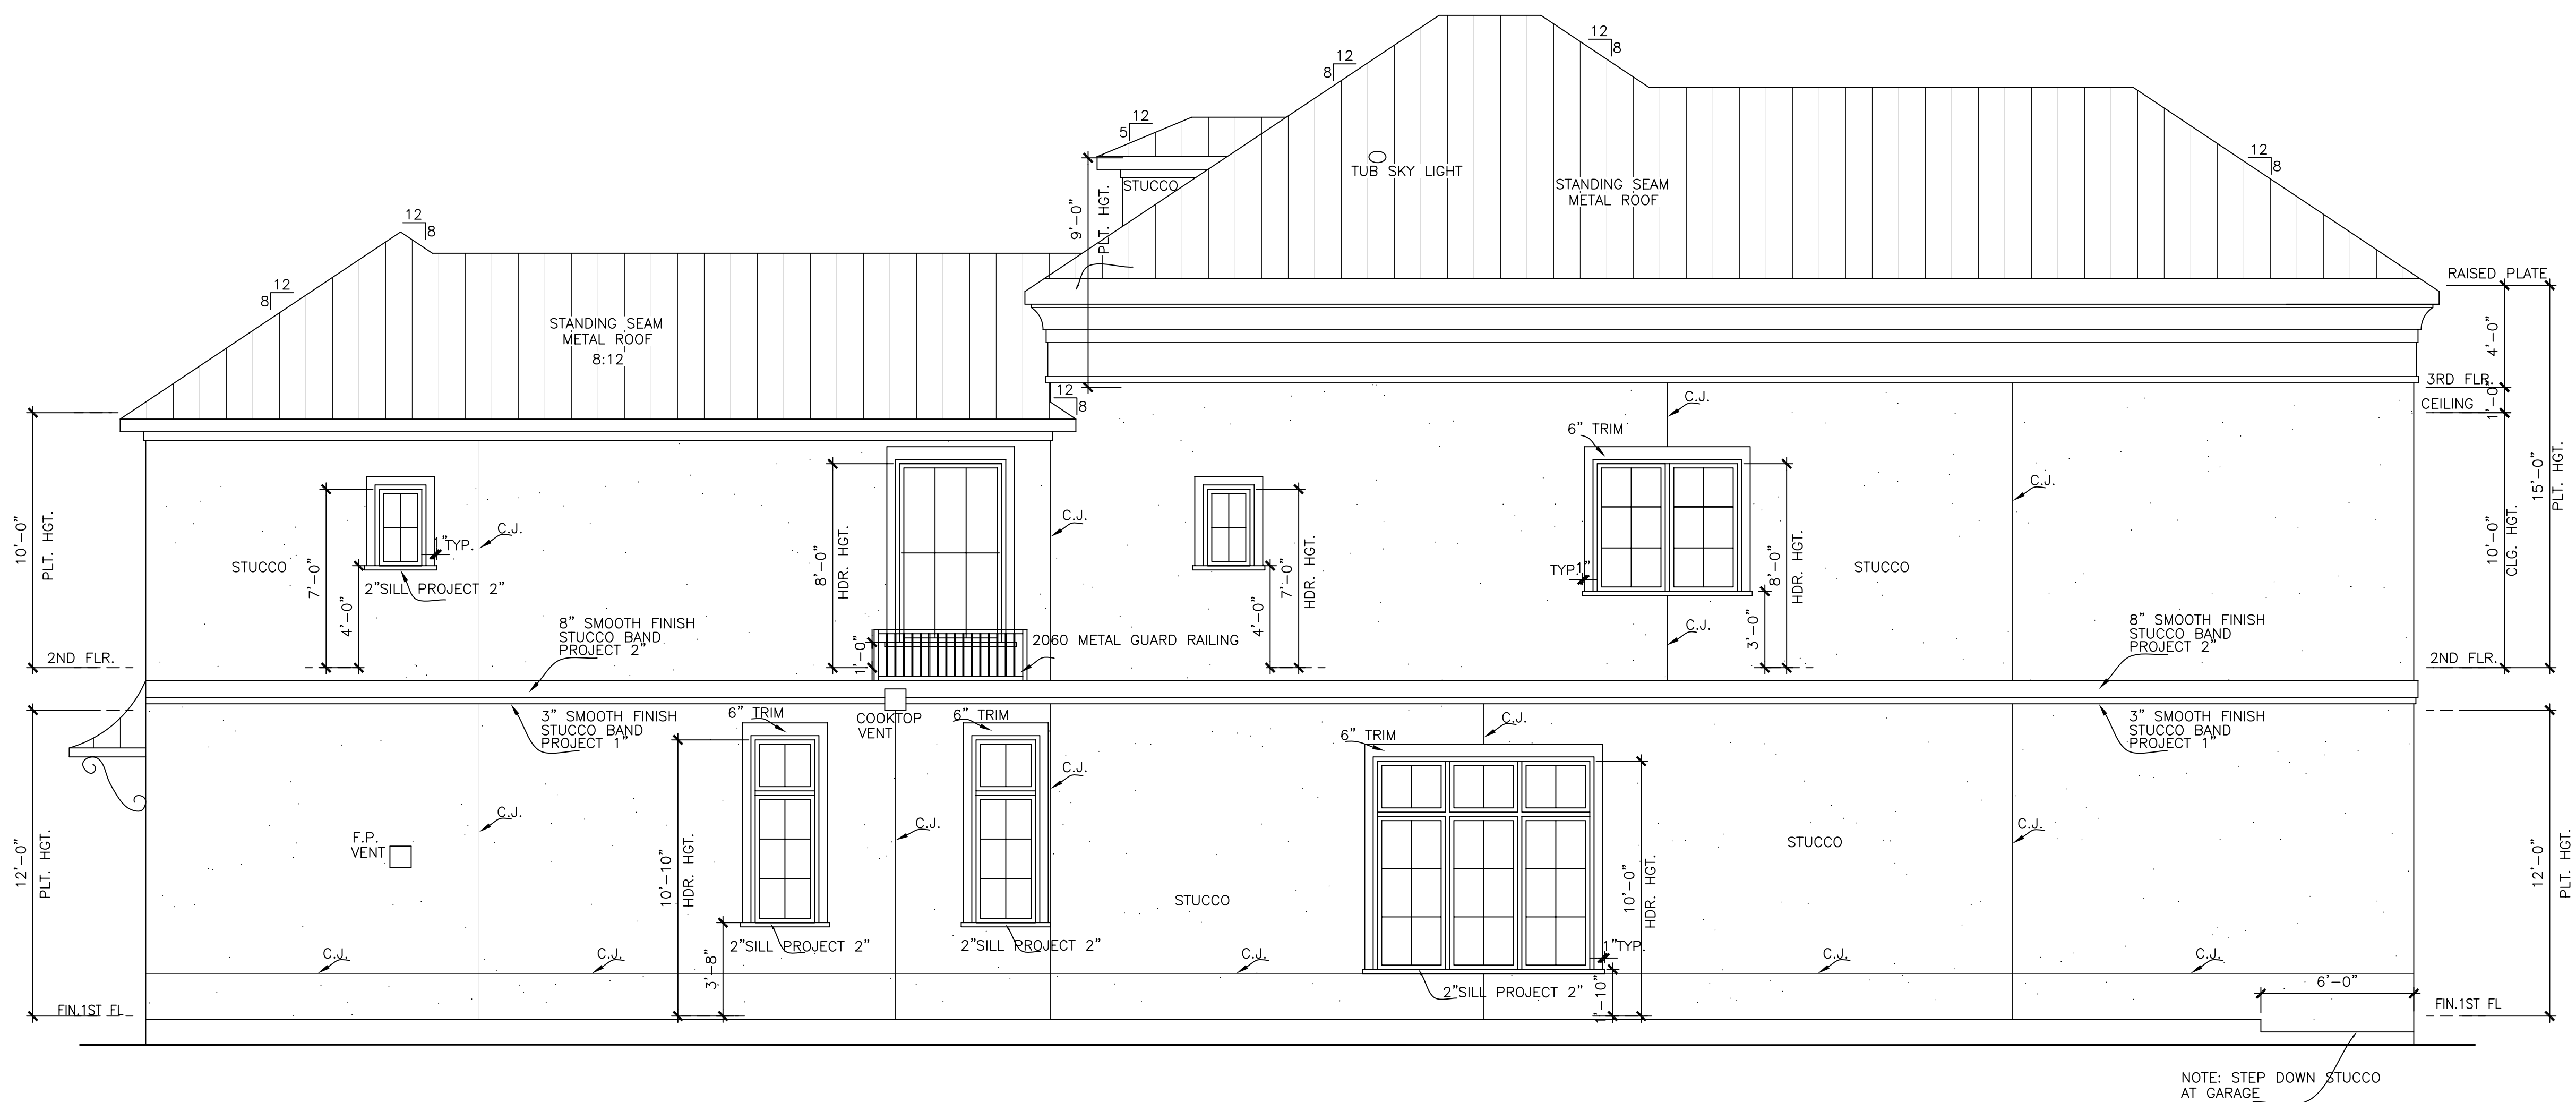 12
8
12
8
12
5
TUB SKY LIGHT
STUCCO
STANDING SEAM
METAL ROOF
12
8
9'-0"
PLT. HGT.
12
8
12
8
STANDING SEAM
METAL ROOF
8:12
RAISED PLATE
4'-0"
3RD FLR.
1'-0"
CEILING
12
8
C.J.
6" TRIM
15'-0"
PLT. HGT.
10'-0"
CLG. HGT.
10'-0"
PLT. HGT.
STUCCO
7'-0"
4'-0"
1"TYP.
2"SILL PROJECT 2"
C.J.
8'-0"
HDR. HGT.
1'-0"
C.J.
2060 METAL GUARD RAILING
4'-0"
7'-0"
HDR. HGT.
TYP.1"
C.J.
3'-0"
8'-0"
HDR. HGT.
STUCCO
C.J.
2ND FLR.
8" SMOOTH FINISH
STUCCO BAND
PROJECT 2"
8" SMOOTH FINISH
STUCCO BAND
PROJECT 2"
2ND FLR.
3" SMOOTH FINISH
STUCCO BAND
PROJECT 1"
6" TRIM
COOKTOP
VENT
6" TRIM
C.J.
6" TRIM
3" SMOOTH FINISH
STUCCO BAND
PROJECT 1"
12'-0"
PLT. HGT.
F.P.
VENT
C.J.
10'-10"
HDR. HGT.
3'-8"
C.J.
C.J.
STUCCO
10'-0"
HDR. HGT.
STUCCO
C.J.
12'-0"
PLT. HGT.
2"SILL PROJECT 2"
2"SILL PROJECT 2"
1"TYP.
C.J.
C.J.
C.J.
C.J.
C.J.
2"SILL PROJECT 2"
1'-10"
6'-0"
FIN.1ST FL
FIN.1ST FL
NOTE: STEP DOWN STUCCO
AT GARAGE